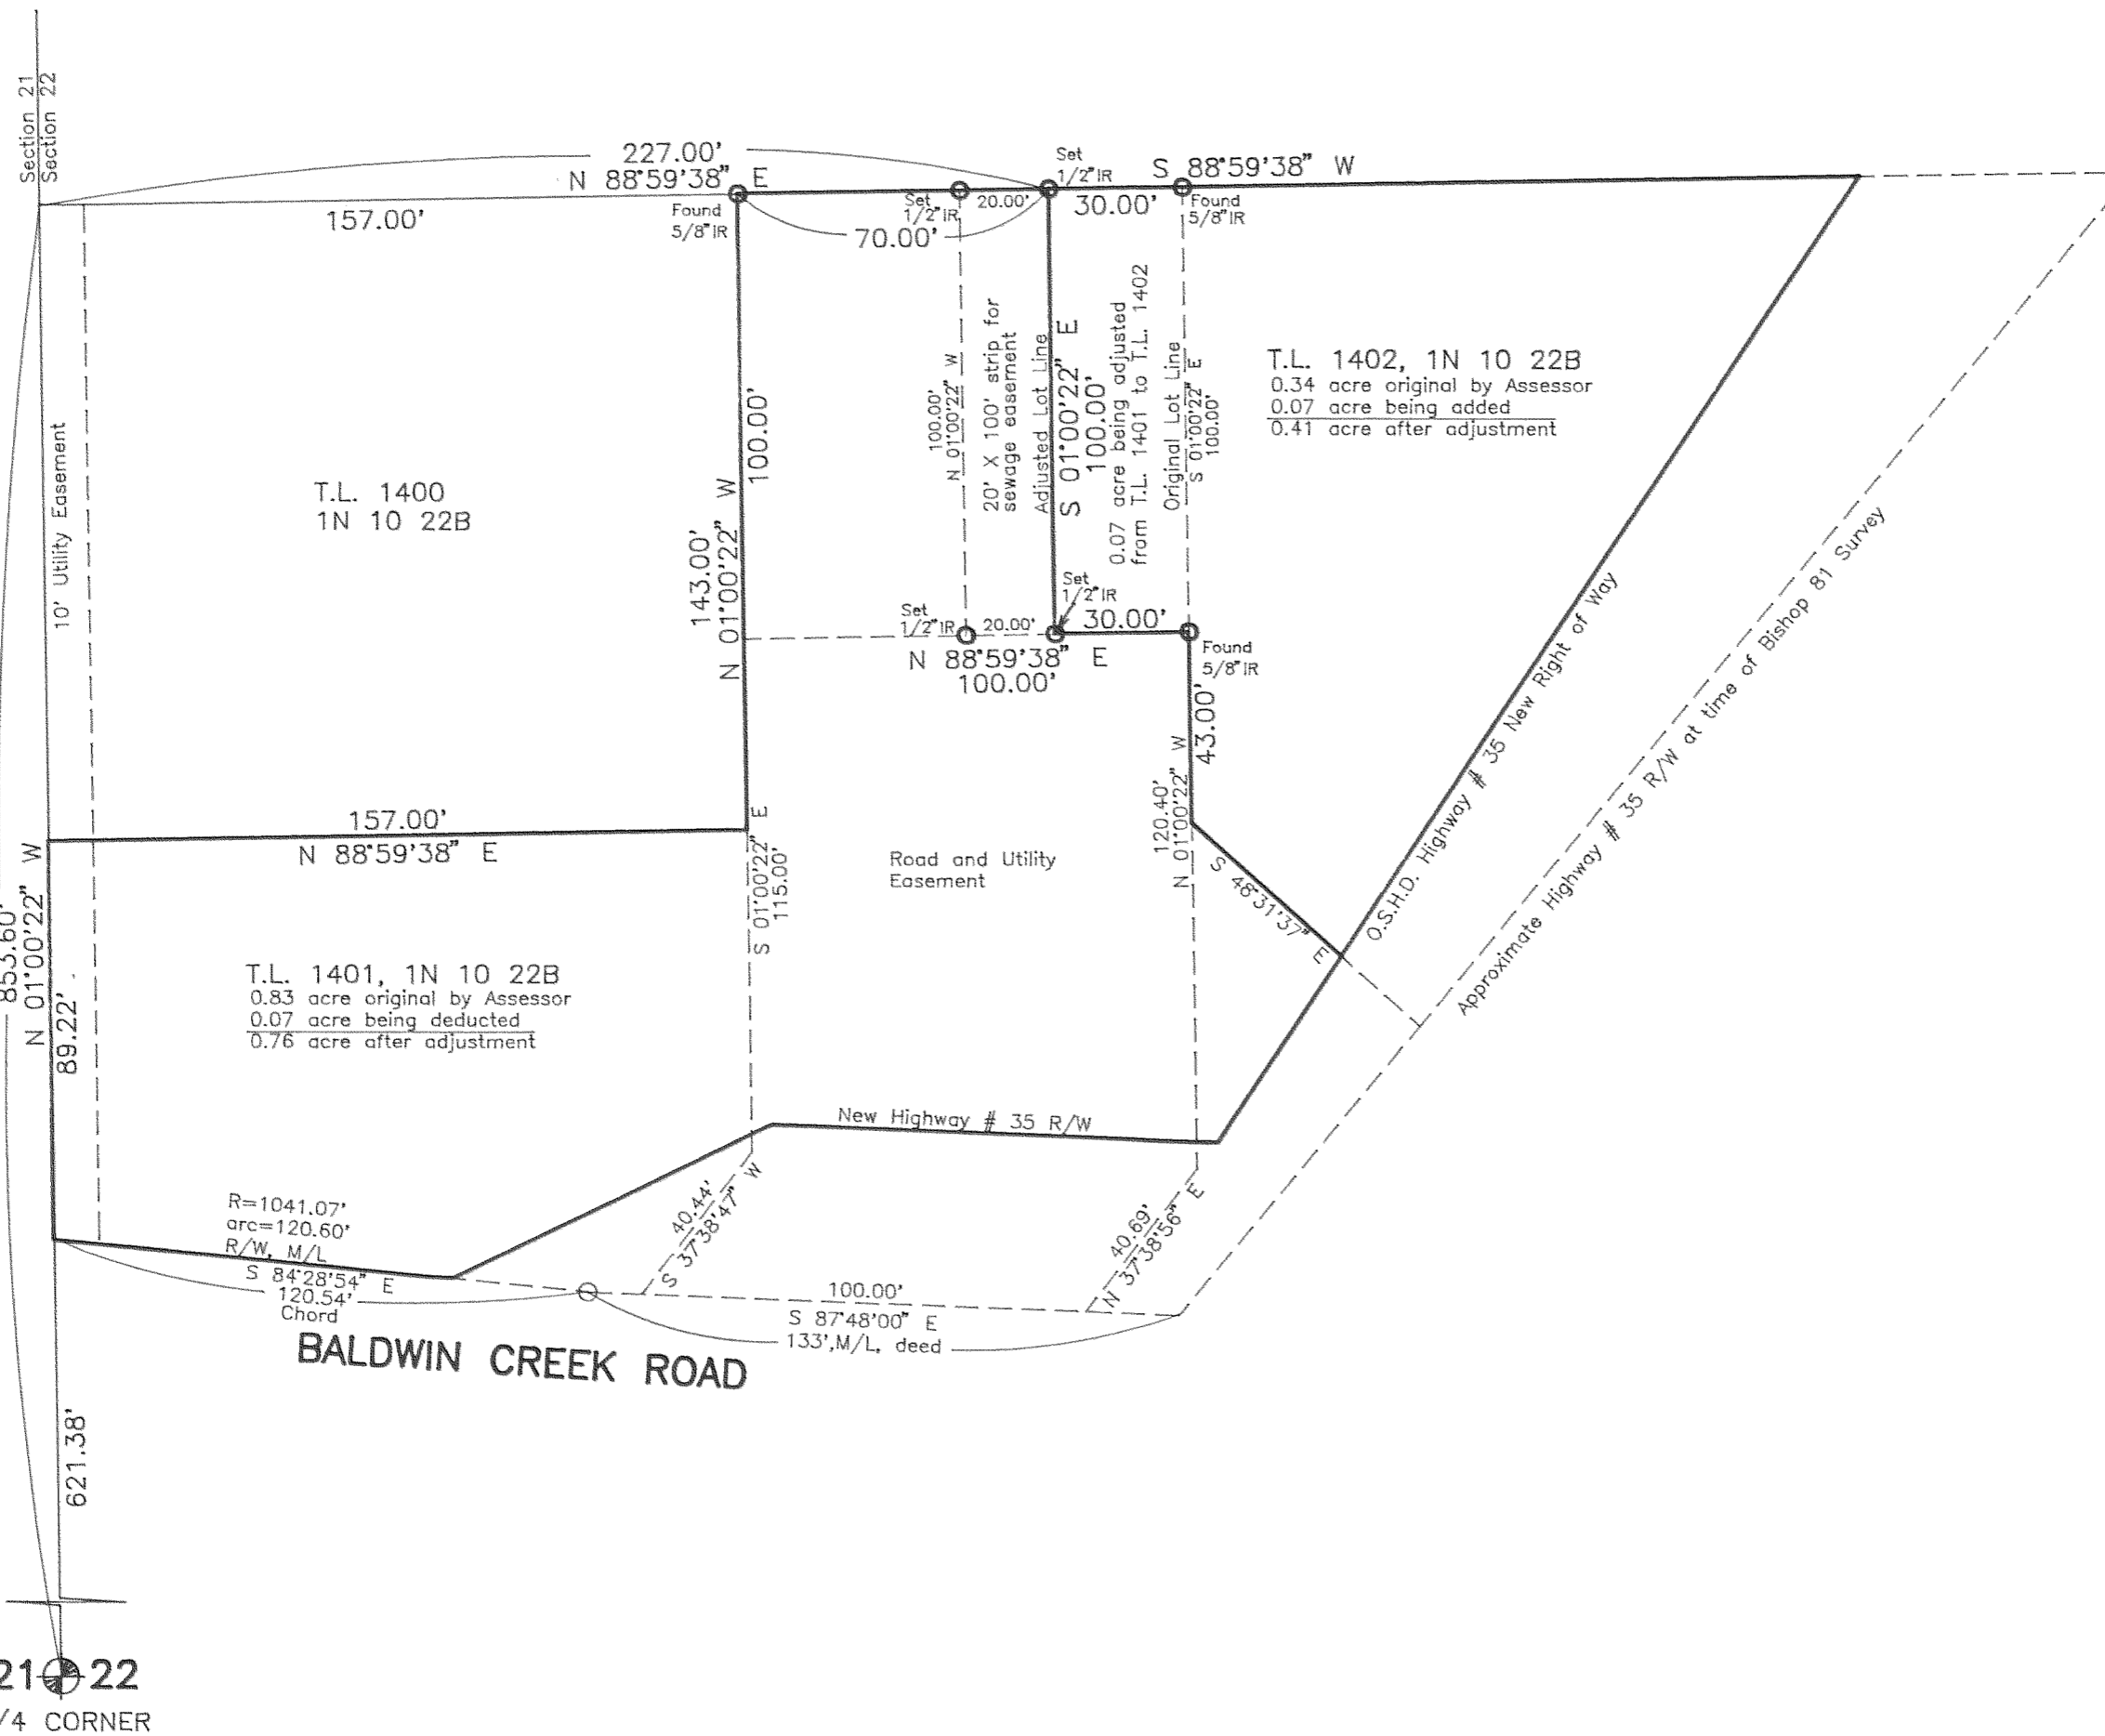 Section 21
Section 22
227.00'
N 88°59'38" E
157.00'
Found
5/8"IR
Set
1/2"IR
20.00'
70.00'
Set
1/2"IR
30.00'
S 88°59'38" W
Found
5/8"IR
10' Utility Easement
T.L. 1400
1N 10 22B
143.00'
N 01°00'22" W
100.00'
100.00'
N 01°00'22" W
20' X 100' strip for
sewage easement
Adjusted Lot Line
S 01°00'22" E
100.00'
0.07 acre being adjusted
from T.L. 1401 to T.L. 1402
Original Lot Line
S 01°00'22" E
100.00'
T.L. 1402, 1N 10 22B
0.34 acre original by Assessor
0.07 acre being added
0.41 acre after adjustment
Set
1/2"IR
20.00'
Set
1/2"IR
30.00'
N 88°59'38" E
100.00'
Found
5/8"IR
43.00'
120.40'
N 01°00'22" W
S 48°31'37" E
O.S.H.D. Highway # 35 New Right of Way
Approximate Highway # 35 R/W at time of Bishop 81 Survey
157.00'
N 88°59'38" E
S 01°00'22" E
115.00'
Road and Utility
Easement
853.60'
N 01°00'22" W
89.22'
T.L. 1401, 1N 10 22B
0.83 acre original by Assessor
0.07 acre being deducted
0.76 acre after adjustment
New Highway # 35 R/W
R=1041.07'
arc=120.60'
R/W, M/L
S 84°28'54" E
120.54'
Chord
40.44'
S 37°38'47" W
40.69'
N 37°38'56" E
100.00'
S 87°48'00" E
133',M/L, deed
BALDWIN CREEK ROAD
621.38'
21 22
/4 CORNER